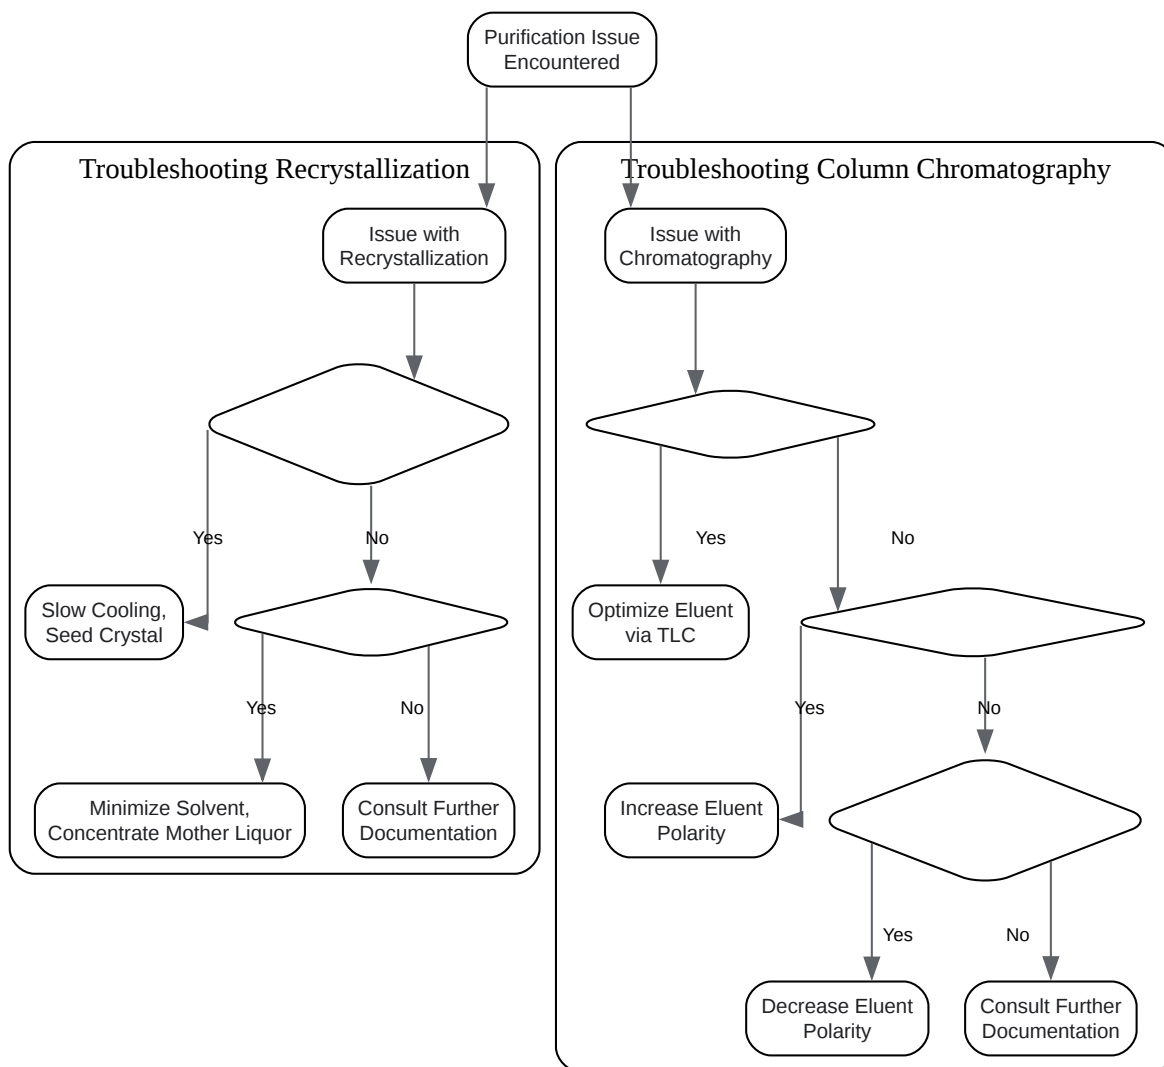 Purification Issue
Encountered
Troubleshooting Recrystallization
Troubleshooting Column Chromatography
Issue with
Recrystallization
Issue with
Chromatography
Yes
No
Yes
No
Slow Cooling,
Seed Crystal
Optimize Eluent
via TLC
Yes
No
Yes
No
Minimize Solvent,
Concentrate Mother Liquor
Consult Further
Documentation
Increase Eluent
Polarity
Yes
No
Decrease Eluent
Polarity
Consult Further
Documentation